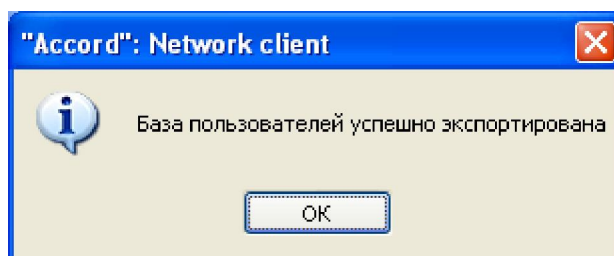 "Accord": Network client
База пользователей успешно экспортирована
OK